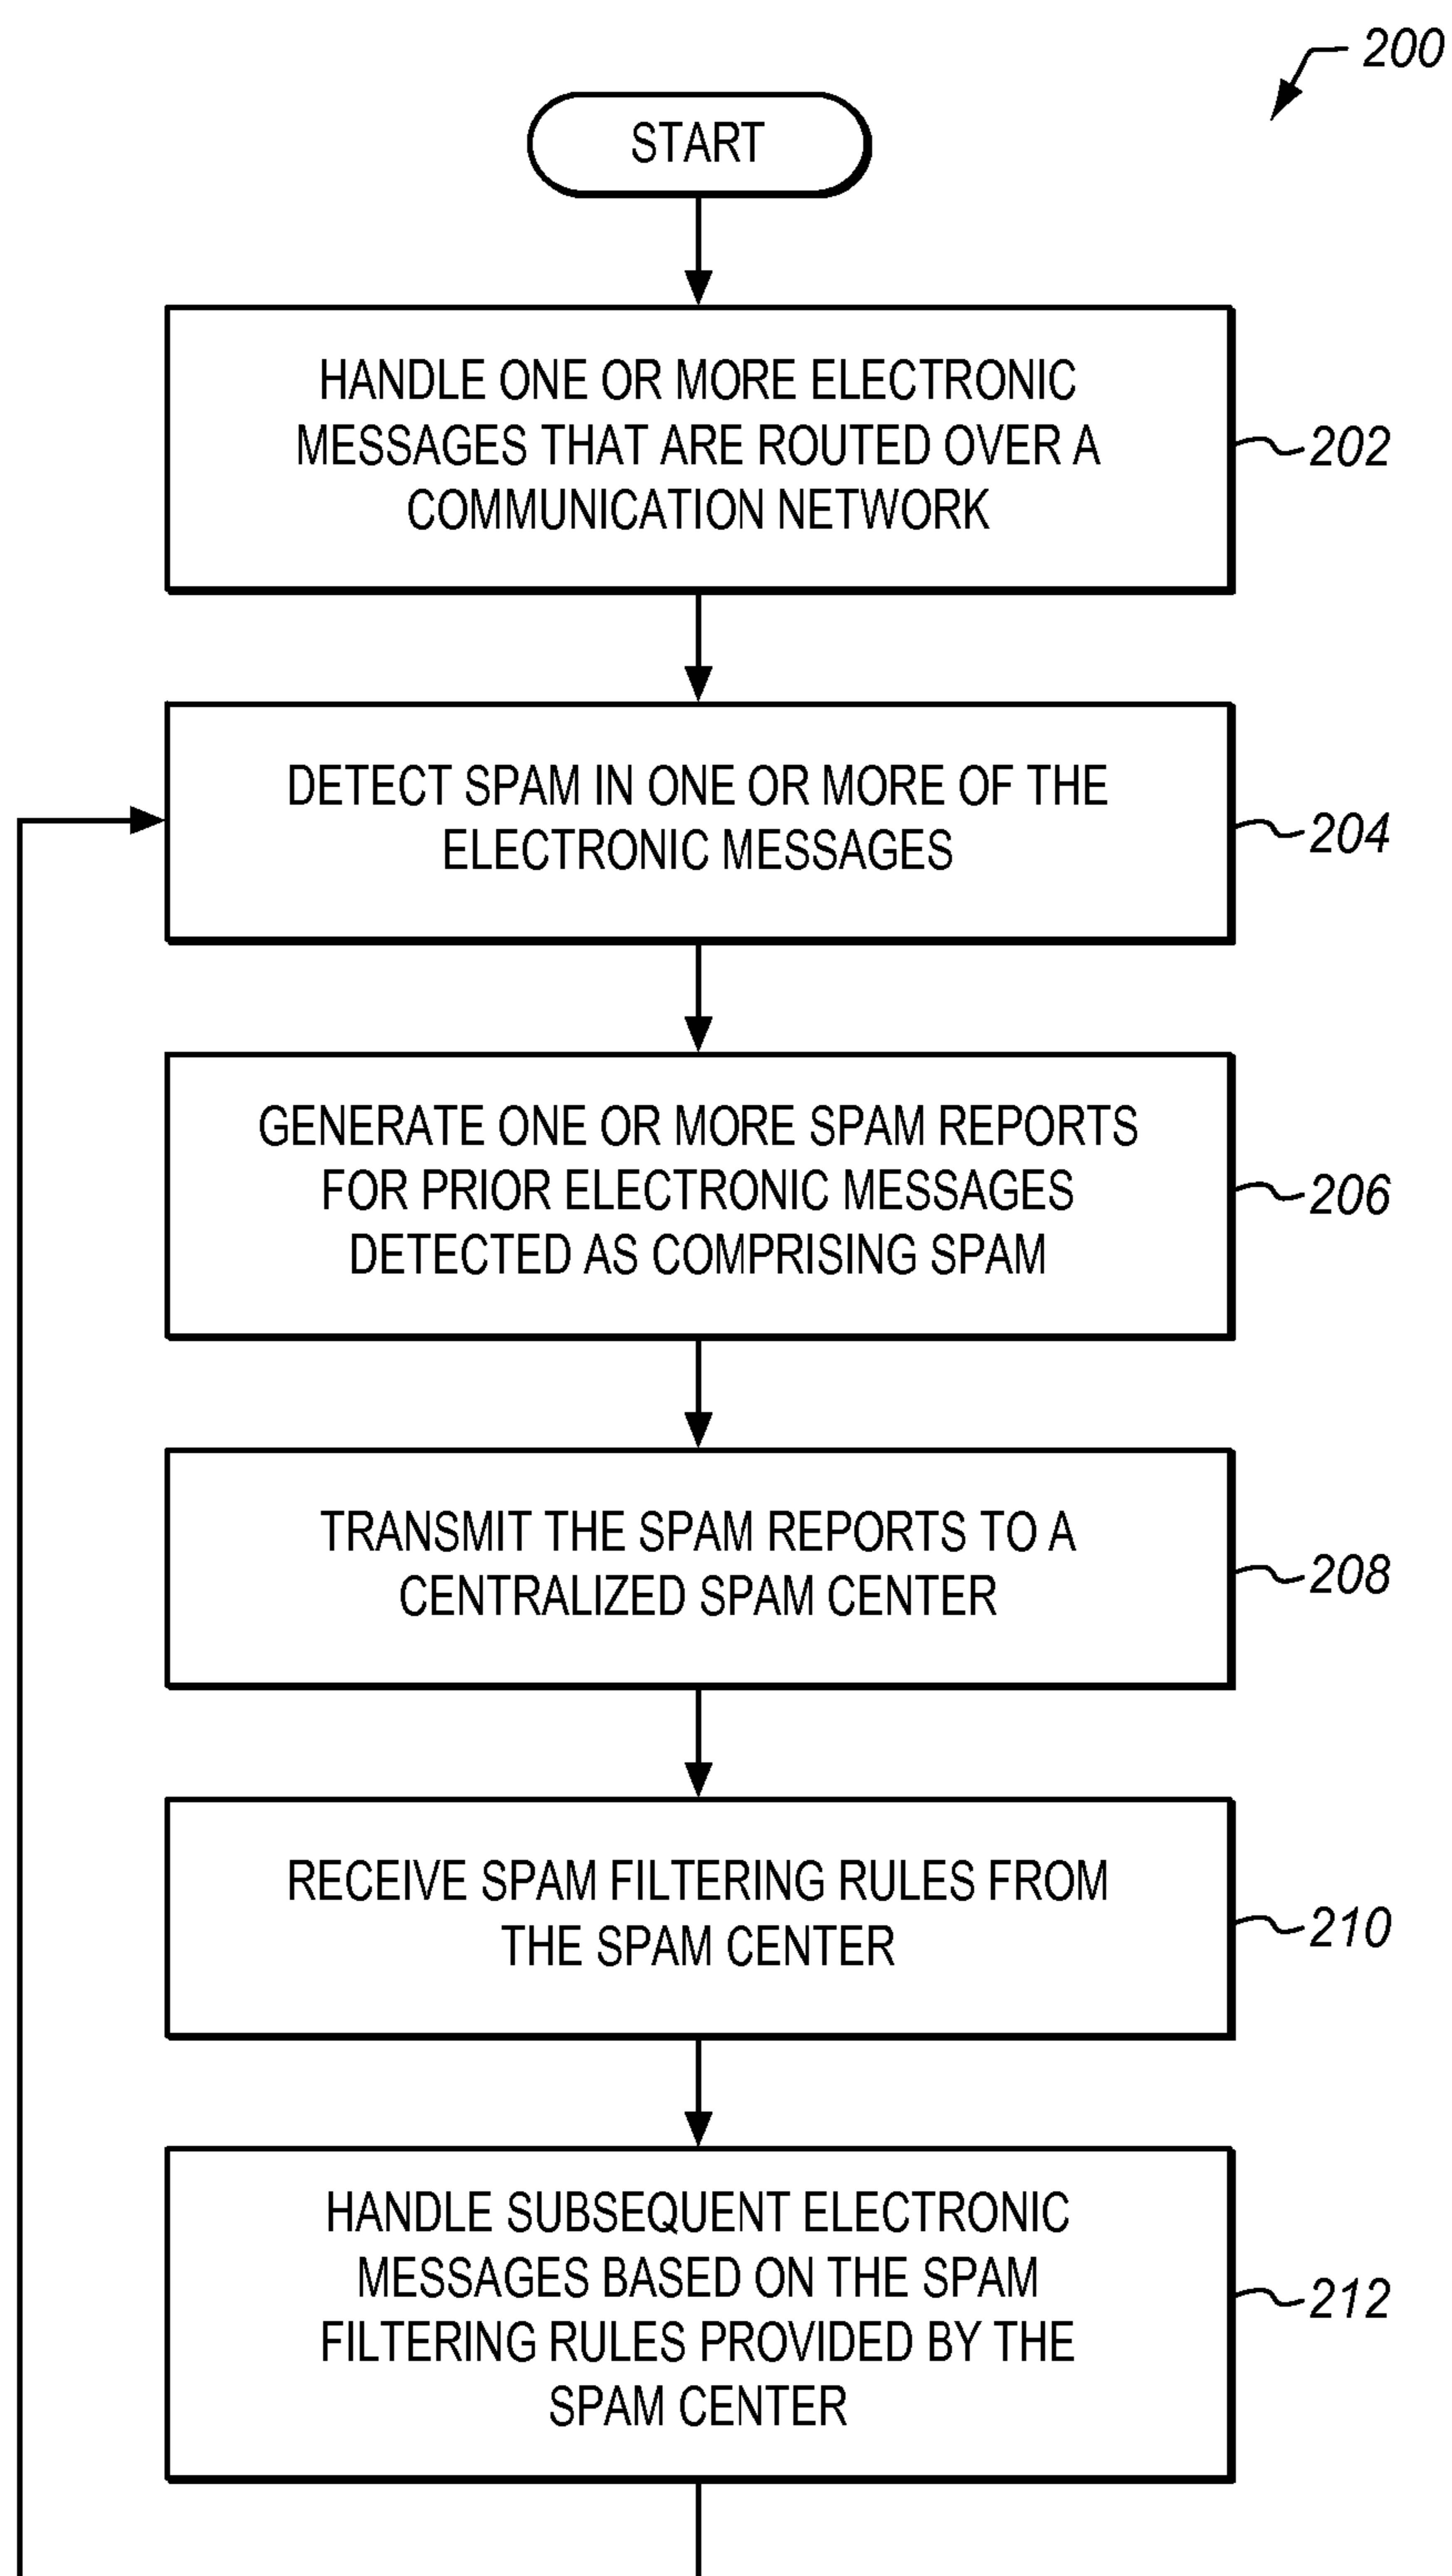 200
START
HANDLE ONE OR MORE ELECTRONIC
MESSAGES THAT ARE ROUTED OVER A
COMMUNICATION NETWORK
202
DETECT SPAM IN ONE OR MORE OF THE
ELECTRONIC MESSAGES
204
GENERATE ONE OR MORE SPAM REPORTS
FOR PRIOR ELECTRONIC MESSAGES
DETECTED AS COMPRISING SPAM
206
TRANSMIT THE SPAM REPORTS TO A
CENTRALIZED SPAM CENTER
208
RECEIVE SPAM FILTERING RULES FROM
THE SPAM CENTER
210
HANDLE SUBSEQUENT ELECTRONIC
MESSAGES BASED ON THE SPAM
FILTERING RULES PROVIDED BY THE
SPAM CENTER
212